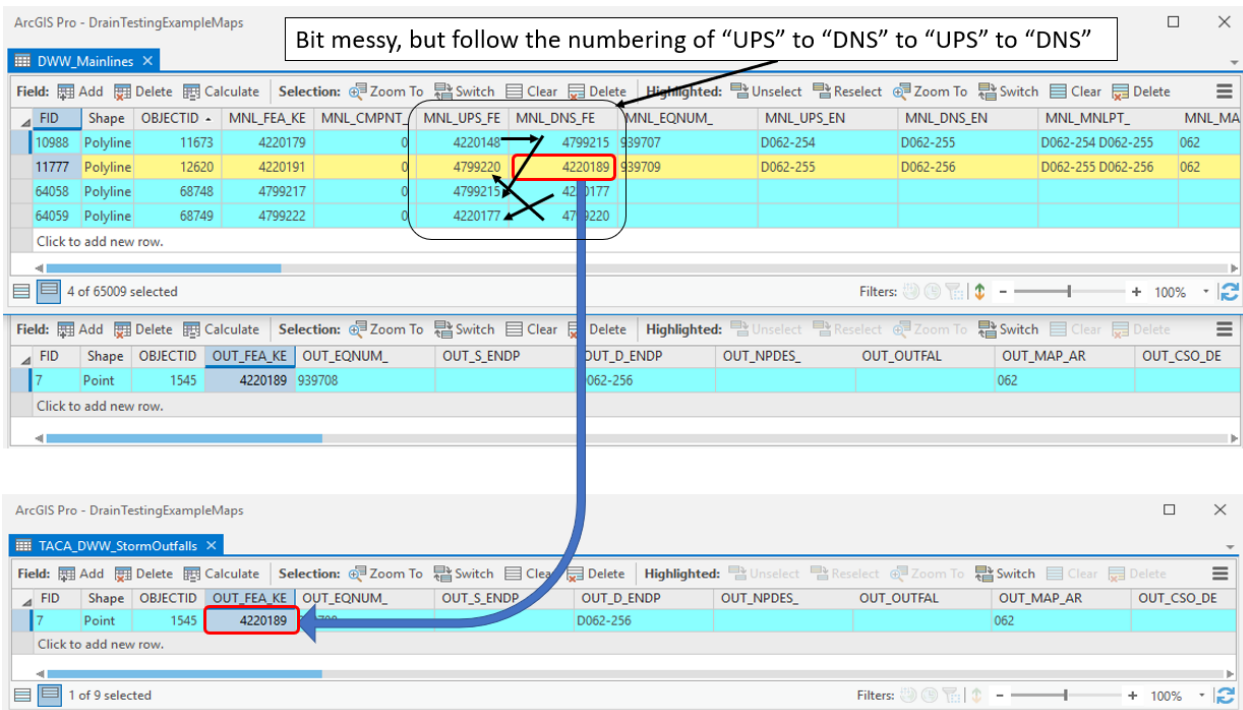 ArcGIS Pro - DrainTestingExampleMaps
Bit messy, but follow the numbering of “UPS” to “DNS” to “UPS” to “DNS”
DWW_Mainlines
Field: Add Delete Calculate Selection: Zoom To Switch Clear Delete Highlighted: Unselect Reselect Zoom To Switch Clear Delete
FID Shape OBJECTID MNL_FEA_KE MNL_CMPNT_ MNL_UPS_FE MNL_DNS_FE MNL_EQNUM_ MNL_UPS_EN MNL_DNS_EN MNL_MNLPT_ MNL_MA
10988 Polyline 11673 4220179 0 4220148 4799215 939707 D062-254 D062-255 D062-254 D062-255 062
11777 Polyline 12620 4220191 0 4799220 4220189 939709 D062-255 D062-256 D062-255 D062-256 062
64058 Polyline 68748 4799217 0 4799215 4220177
64059 Polyline 68749 4799222 0 4220177 4799220
Click to add new row.
4 of 65009 selected Filters: - + 100%
Field: Add Delete Calculate Selection: Zoom To Switch Clear Delete Highlighted: Unselect Reselect Zoom To Switch Clear Delete
FID Shape OBJECTID OUT_FEA_KE OUT_EQNUM_ OUT_S_ENDP OUT_D_ENDP OUT_NPDES_ OUT_OUTFAL OUT_MAP_AR OUT_CSO_DE
7 Point 1545 4220189 939708 D062-256 062
Click to add new row.
ArcGIS Pro - DrainTestingExampleMaps
TACA_DWW_StormOutfalls
Field: Add Delete Calculate Selection: Zoom To Switch Clear Delete Highlighted: Unselect Reselect Zoom To Switch Clear Delete
FID Shape OBJECTID OUT_FEA_KE OUT_EQNUM_ OUT_S_ENDP OUT_D_ENDP OUT_NPDES_ OUT_OUTFAL OUT_MAP_AR OUT_CSO_DE
7 Point 1545 4220189 D062-256 062
Click to add new row.
1 of 9 selected Filters: - + 100%